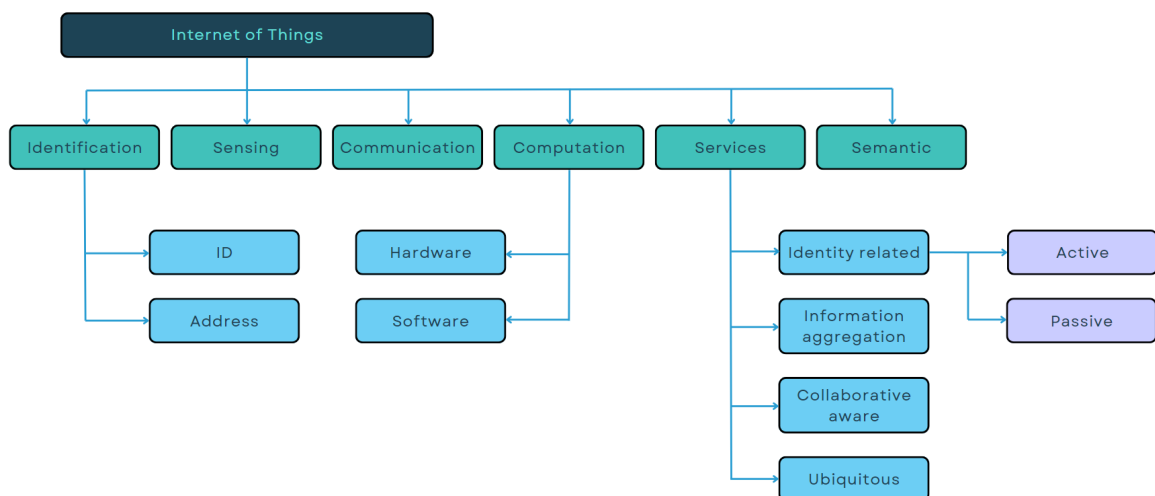 Internet of Things
Identification
Sensing
Communication
Computation
Services
Semantic
ID
Hardware
Identity related
Active
Address
Software
Information
aggregation
Passive
Collaborative
aware
Ubiquitous